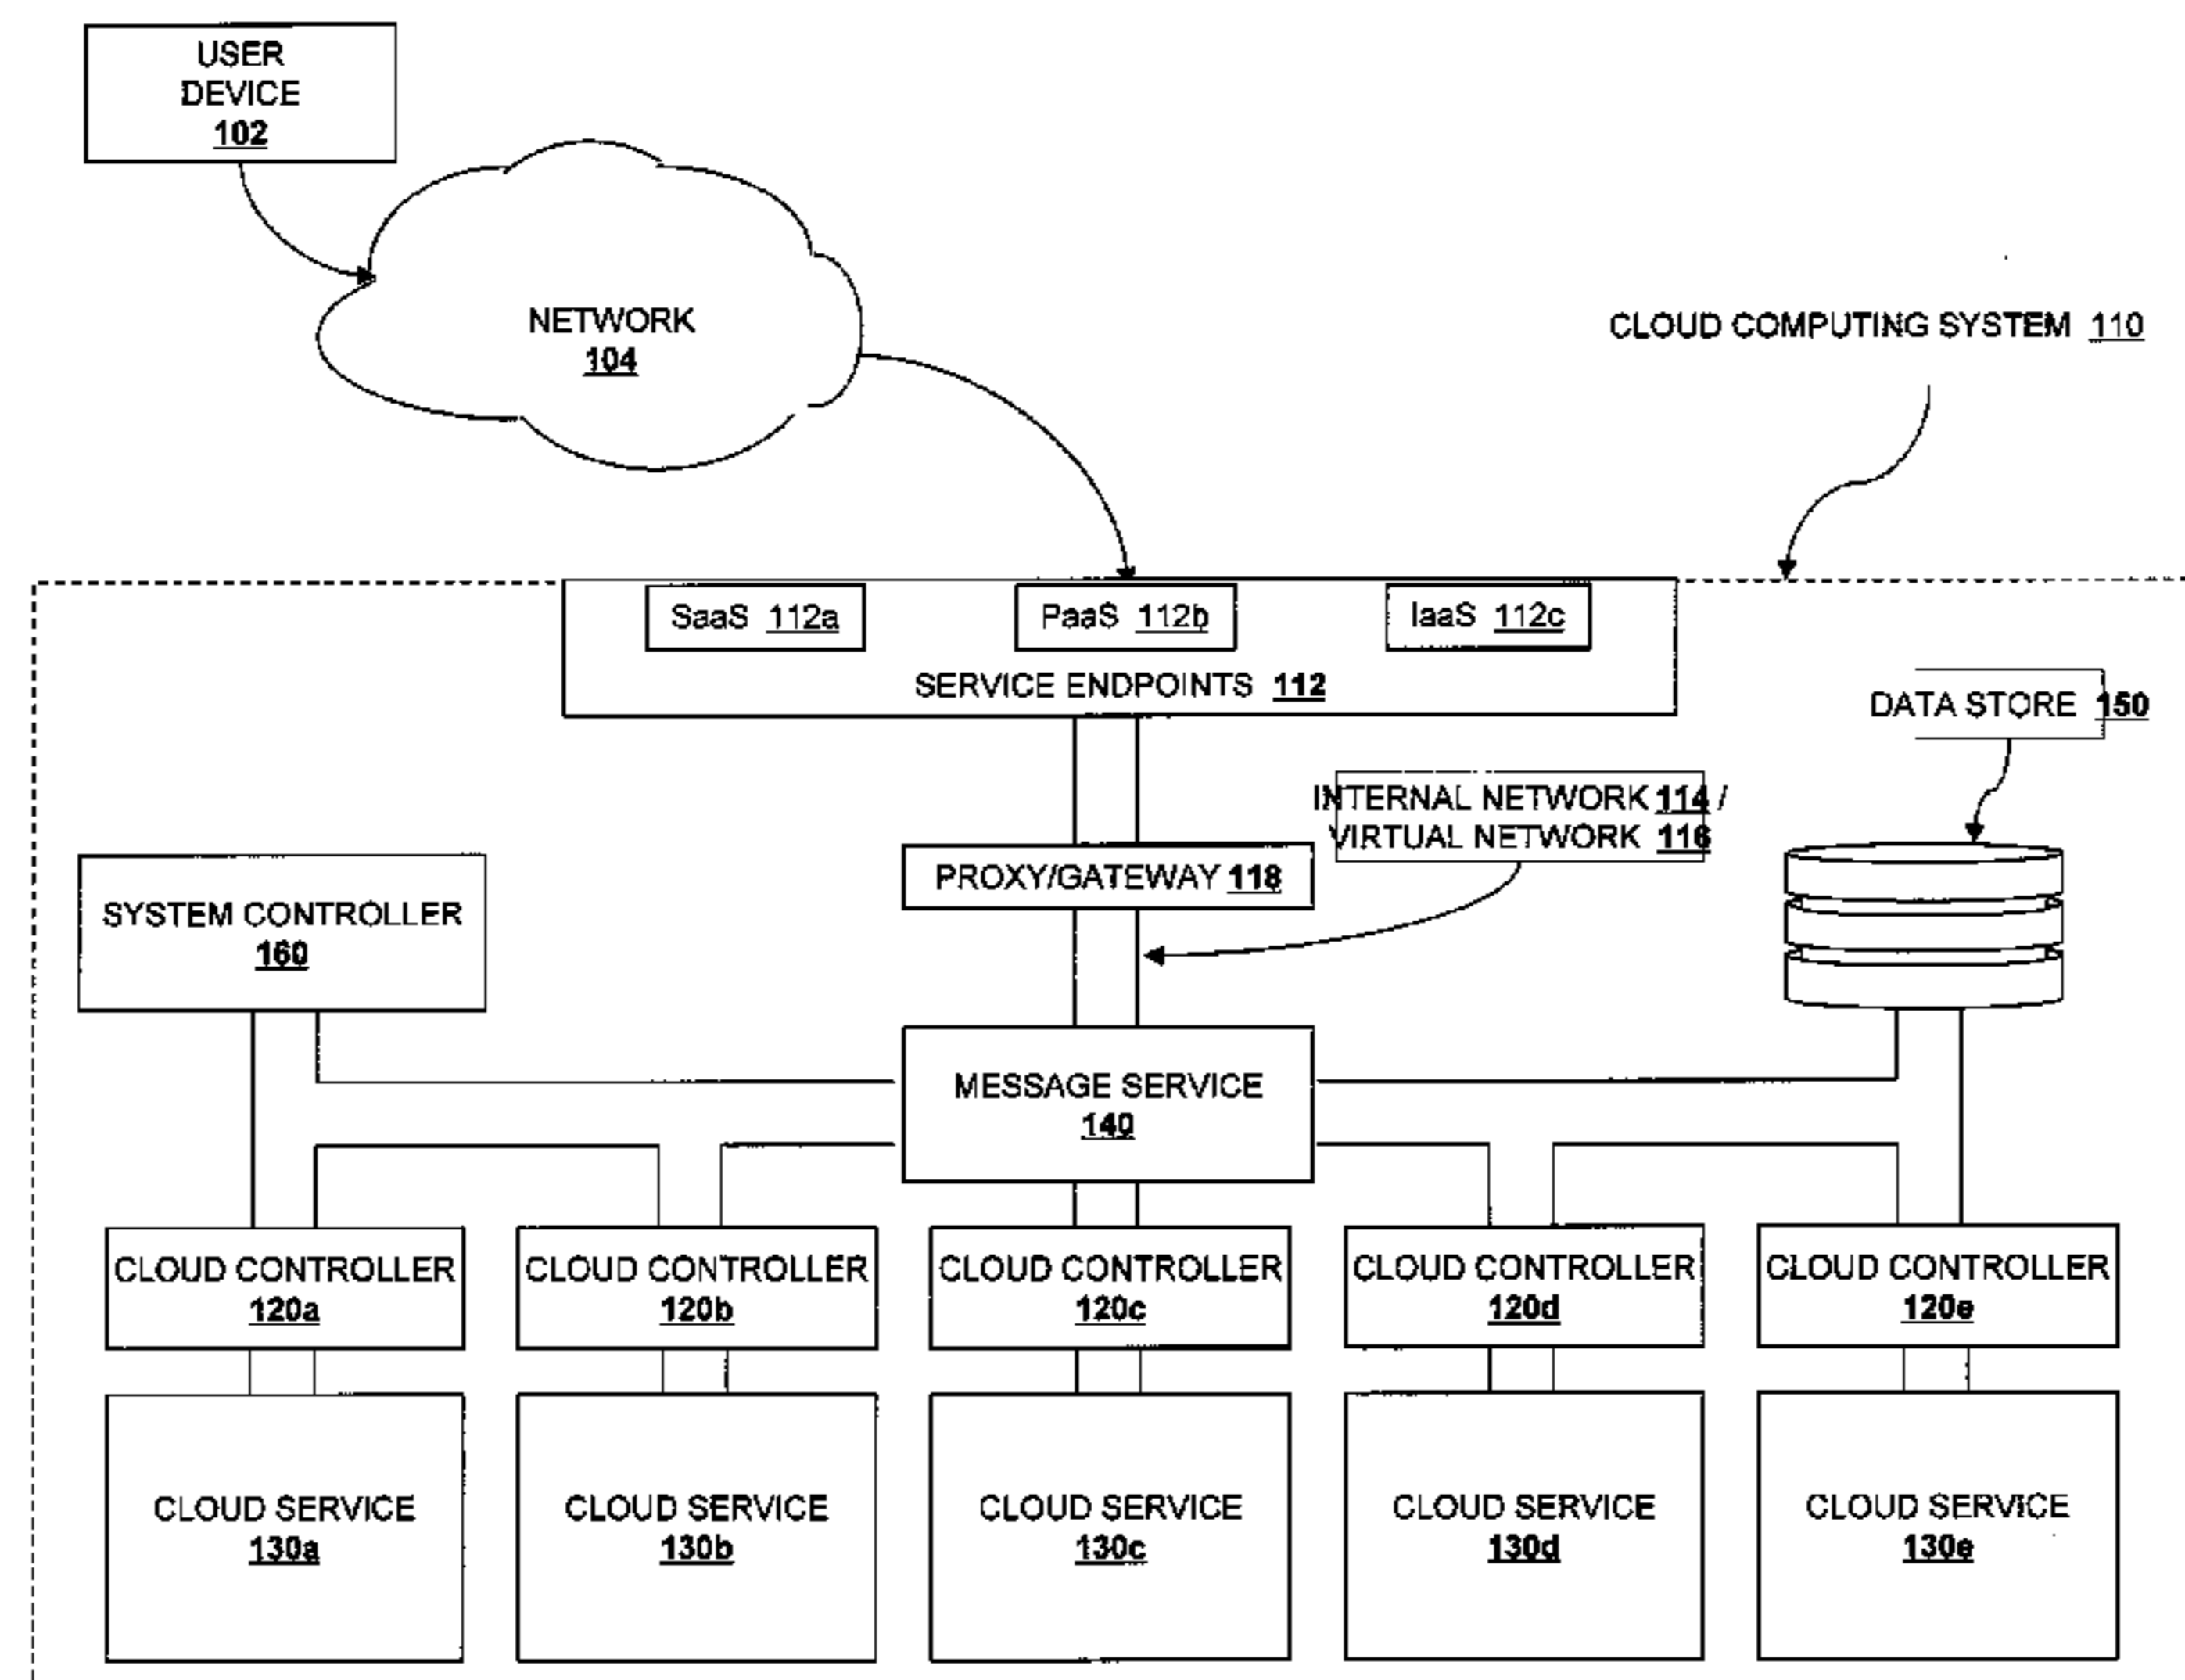 USER
DEVICE
102
NETWORK
104
CLOUD COMPUTING SYSTEM 110
SaaS 112a
PaaS 112b
IaaS 112c
SERVICE ENDPOINTS 112
DATA STORE 150
INTERNAL NETWORK 114 /
VIRTUAL NETWORK 116
PROXY/GATEWAY 118
SYSTEM CONTROLLER
160
MESSAGE SERVICE
140
CLOUD CONTROLLER
120a
CLOUD CONTROLLER
120b
CLOUD CONTROLLER
120c
CLOUD CONTROLLER
120d
CLOUD CONTROLLER
120e
CLOUD SERVICE
130a
CLOUD SERVICE
130b
CLOUD SERVICE
130c
CLOUD SERVICE
130d
CLOUD SERVICE
130e